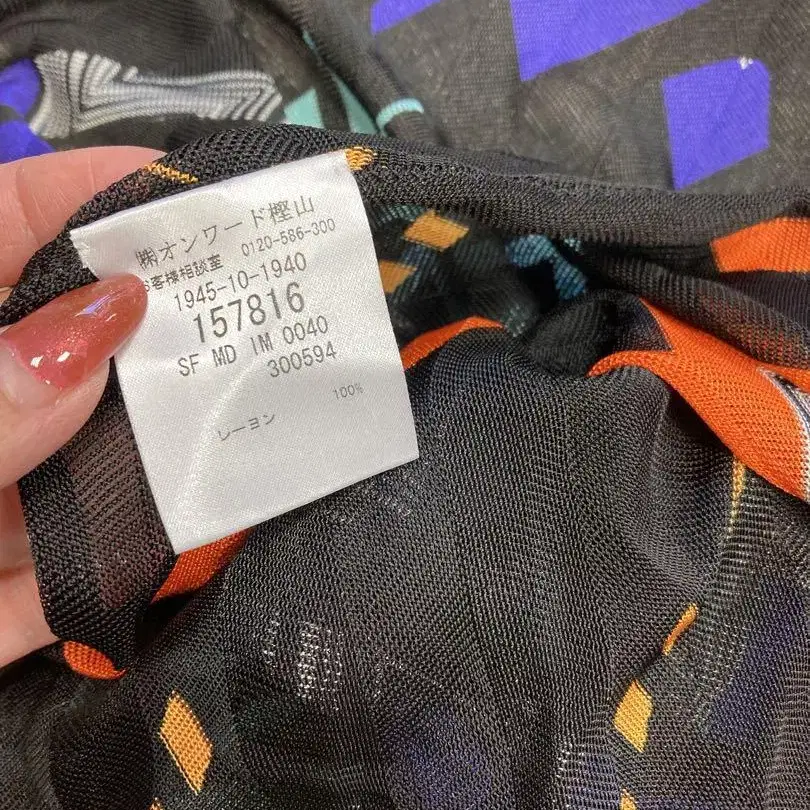 ㈱オンワード樫山
お客様相談室 0120-586-300
1945-10-1940
157816
SF MD IM 0040
300594
レーヨン 100%